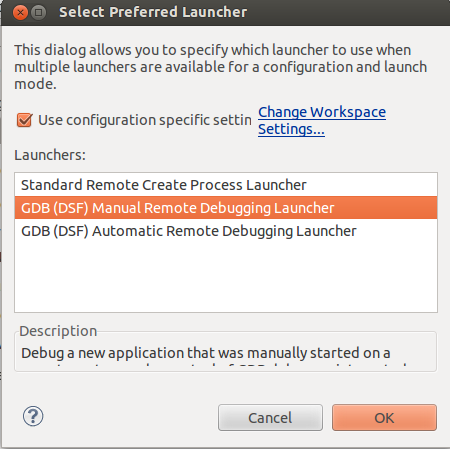 Select Preferred Launcher
This dialog allows you to specify which launcher to use when
multiple launchers are available for a configuration and launch
mode.
Use configuration specific settin
Change Workspace
Settings...
Launchers:
Standard Remote Create Process Launcher
GDB (DSF) Manual Remote Debugging Launcher
GDB (DSF) Automatic Remote Debugging Launcher
Description
Debug a new application that was manually started on a
?
Cancel
OK